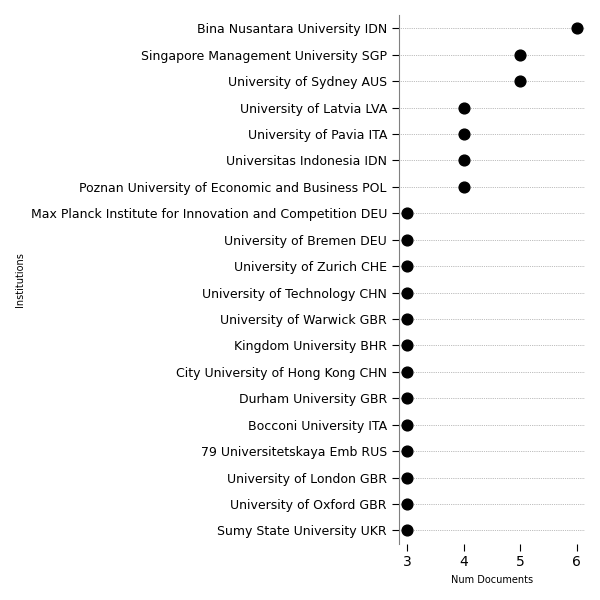 Bina Nusantara University IDN
Singapore Management University SGP
University of Sydney AUS
University of Latvia LVA
University of Pavia ITA
Universitas Indonesia IDN
Poznan University of Economic and Business POL
Max Planck Institute for Innovation and Competition DEU
University of Bremen DEU
University of Zurich CHE
University of Technology CHN
University of Warwick GBR
Kingdom University BHR
City University of Hong Kong CHN
Durham University GBR
Bocconi University ITA
79 Universitetskaya Emb RUS
University of London GBR
University of Oxford GBR
Sumy State University UKR
Institutions
3 4 5 6
Num Documents